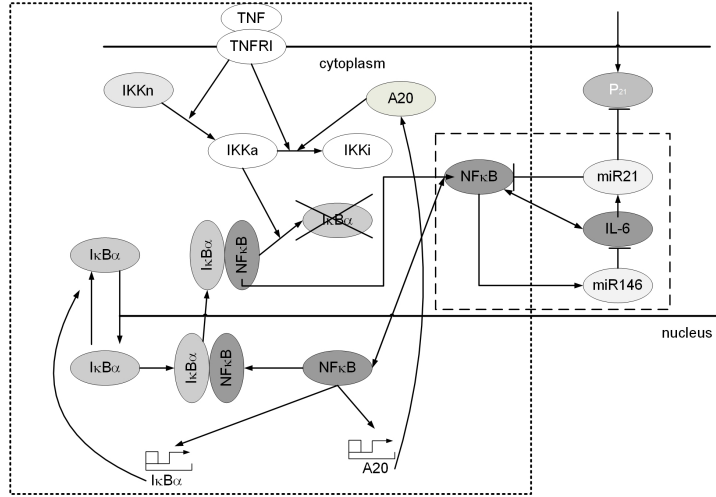 TNF
TNFRI
cytoplasm
IKKn
A20
P21
IKKa
IKKi
NFκB
miR21
IκBα
IκBα
NFκB
IL-6
IκBα
miR146
nucleus
IκBα
IκBα
NFκB
NFκB
IκBα
A20